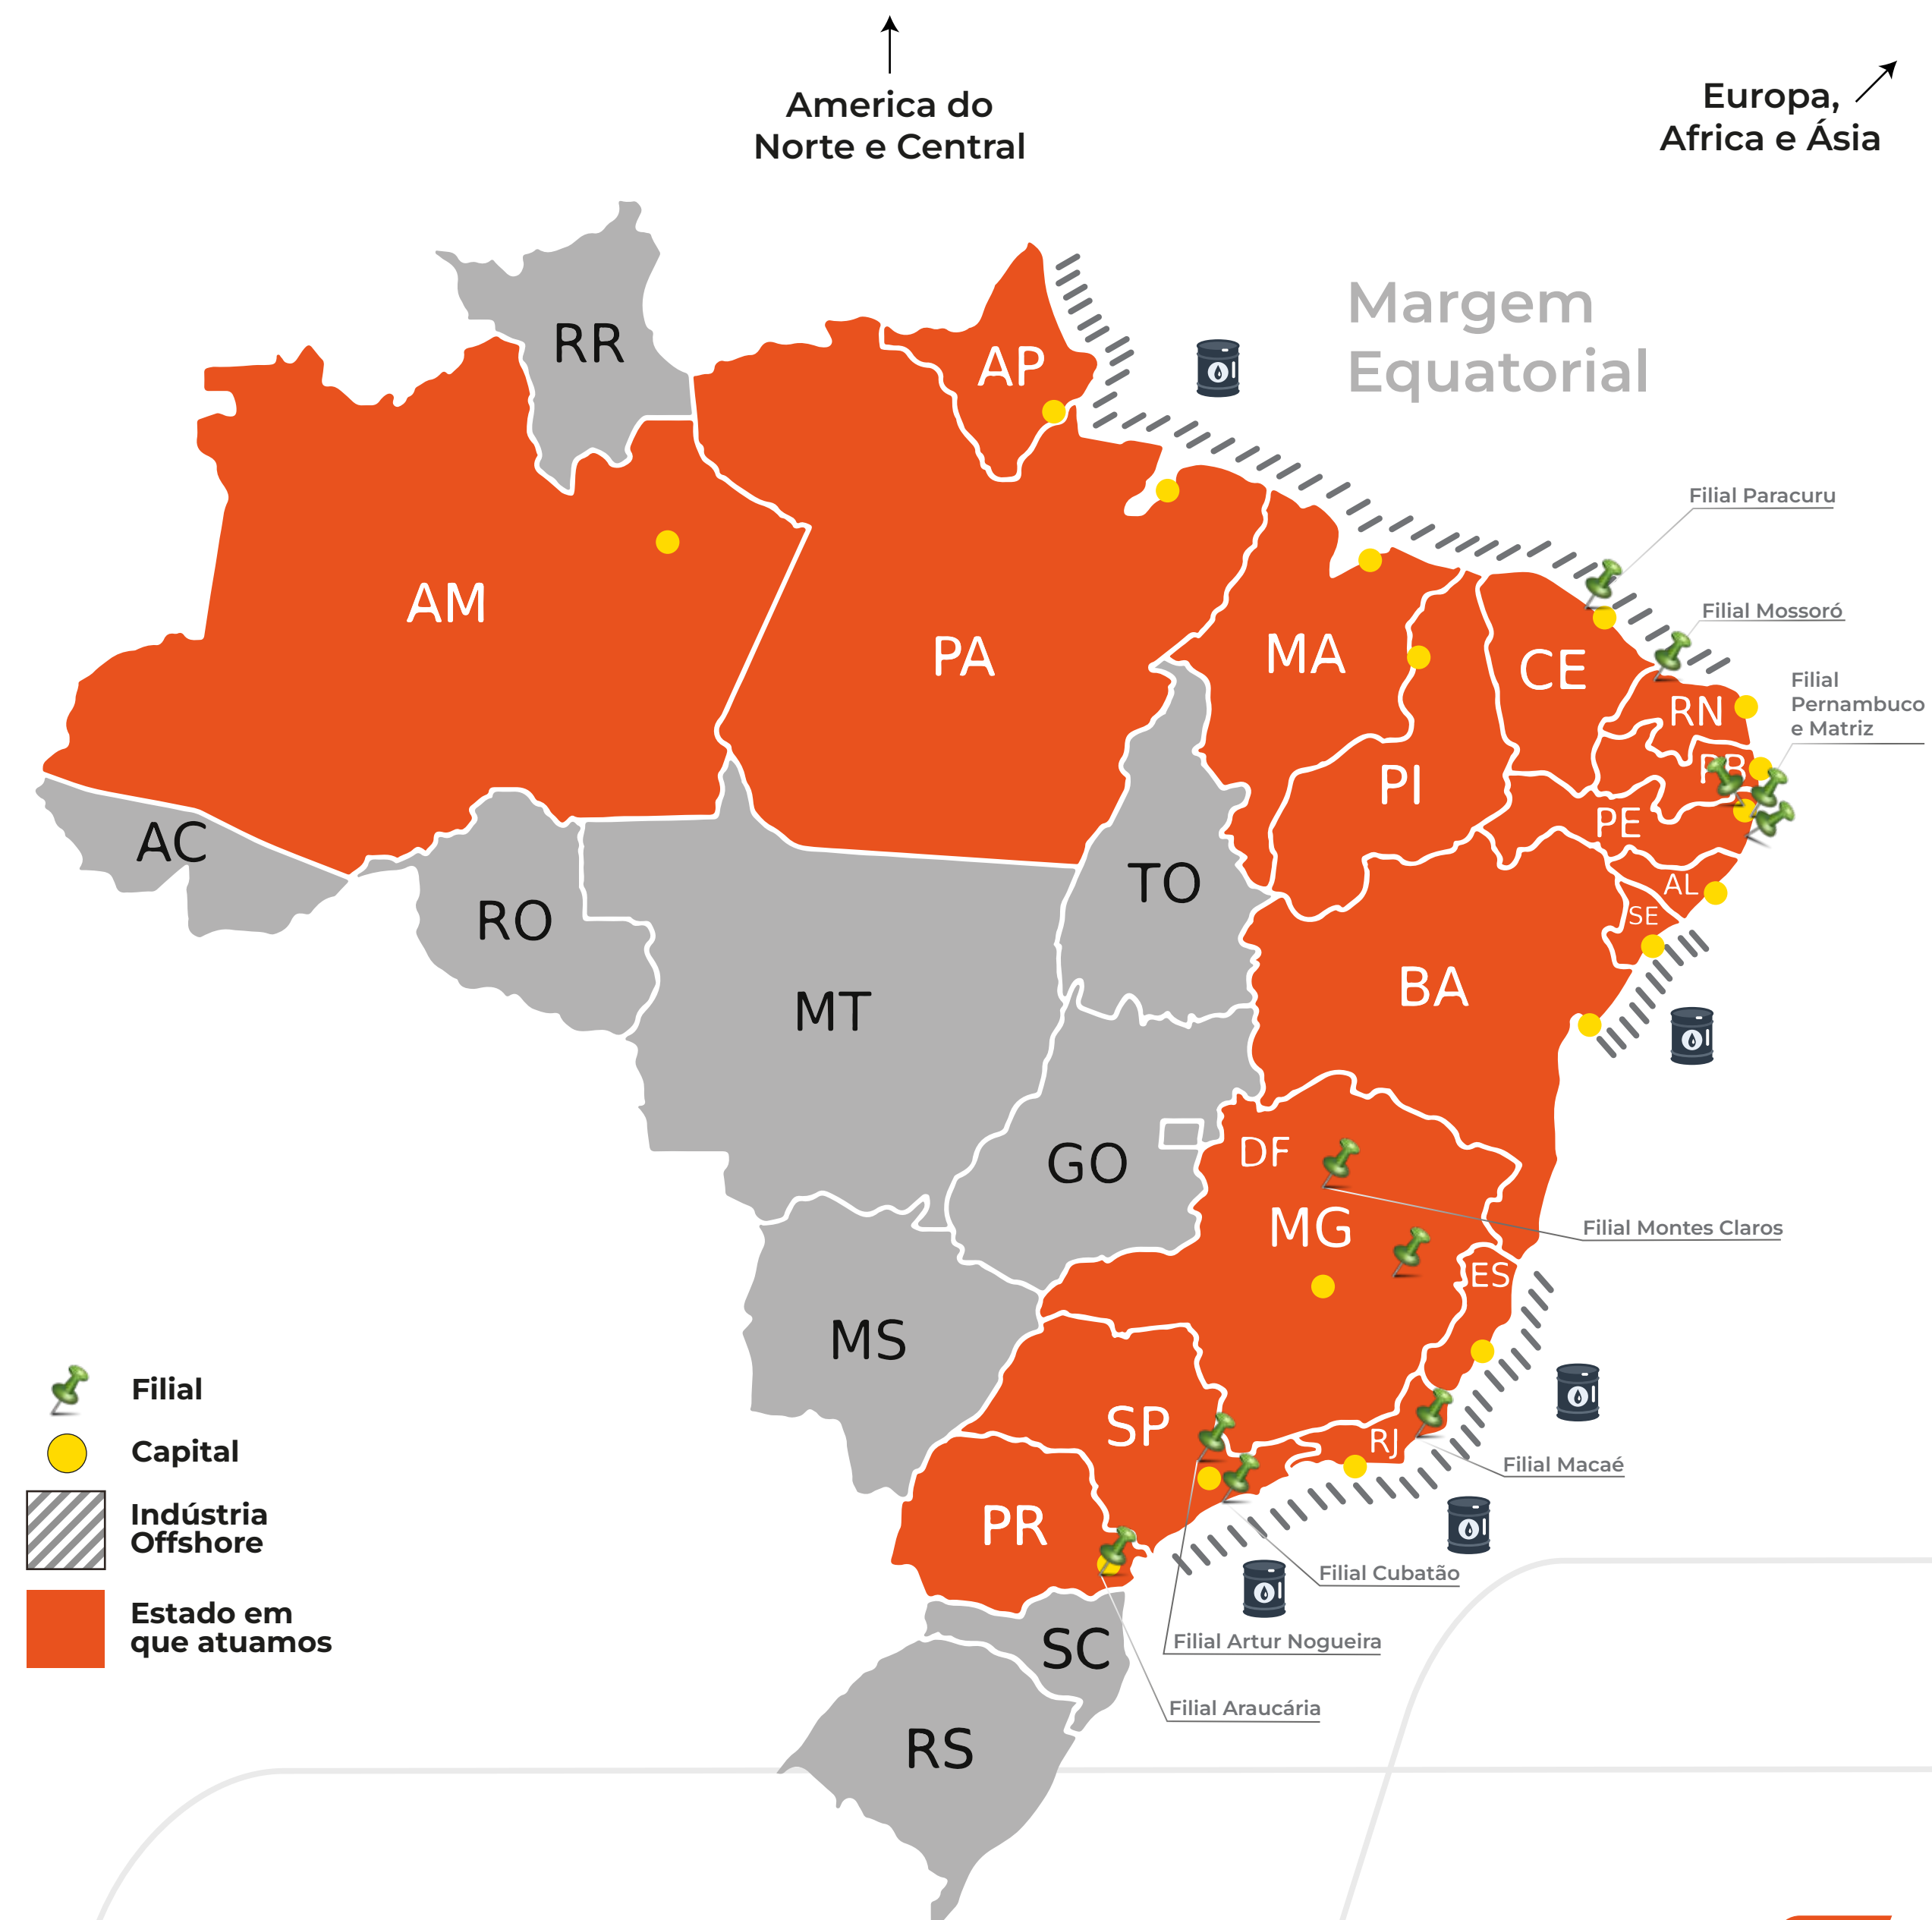 America do
Norte e Central
Europa,
Africa e Ásia
Margem
Equatorial
RR
AP
Filial Paracuru
AM
Filial Mossoró
PA
MA
CE
Filial
Pernambuco
e Matriz
RN
PB
PI
PE
AC
TO
AL
RO
SE
BA
MT
DF
GO
MG
Filial Montes Claros
ES
MS
Filial
Capital
Indústria
Offshore
Estado em
que atuamos
SP
RJ
Filial Macaé
PR
Filial Cubatão
SC
Filial Artur Nogueira
Filial Araucária
RS